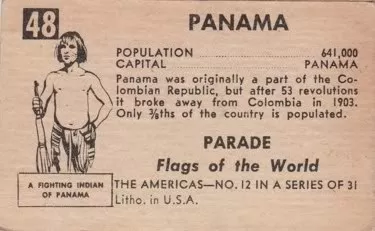 48
PANAMA
POPULATION 641,000
CAPITAL PANAMA
Panama was originally a part of the Co-
lombian Republic, but after 53 revolutions
it broke away from Colombia in 1903.
Only ⅜ths of the country is populated.
PARADE
Flags of the World
THE AMERICAS—NO. 12 IN A SERIES OF 31
Litho. in U.S.A.
A FIGHTING INDIAN
OF PANAMA